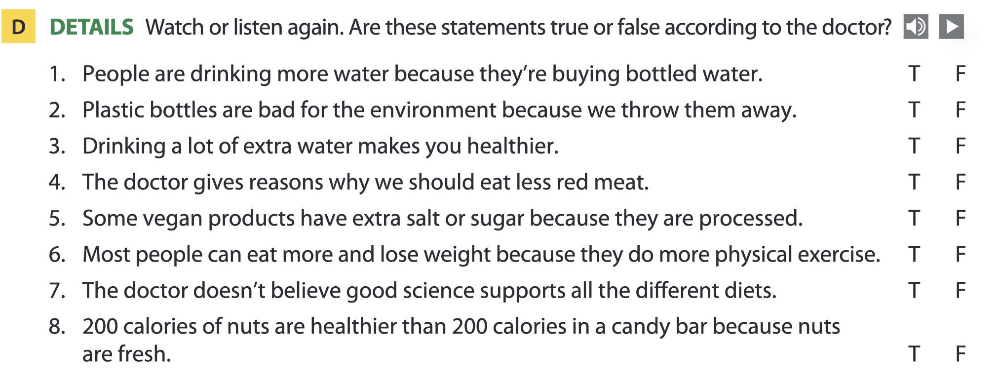 D DETAILS Watch or listen again. Are these statements true or false according to the doctor?
1. People are drinking more water because they’re buying bottled water. T F
2. Plastic bottles are bad for the environment because we throw them away. T F
3. Drinking a lot of extra water makes you healthier. T F
4. The doctor gives reasons why we should eat less red meat. T F
5. Some vegan products have extra salt or sugar because they are processed. T F
6. Most people can eat more and lose weight because they do more physical exercise. T F
7. The doctor doesn’t believe good science supports all the different diets. T F
8. 200 calories of nuts are healthier than 200 calories in a candy bar because nuts
are fresh. T F